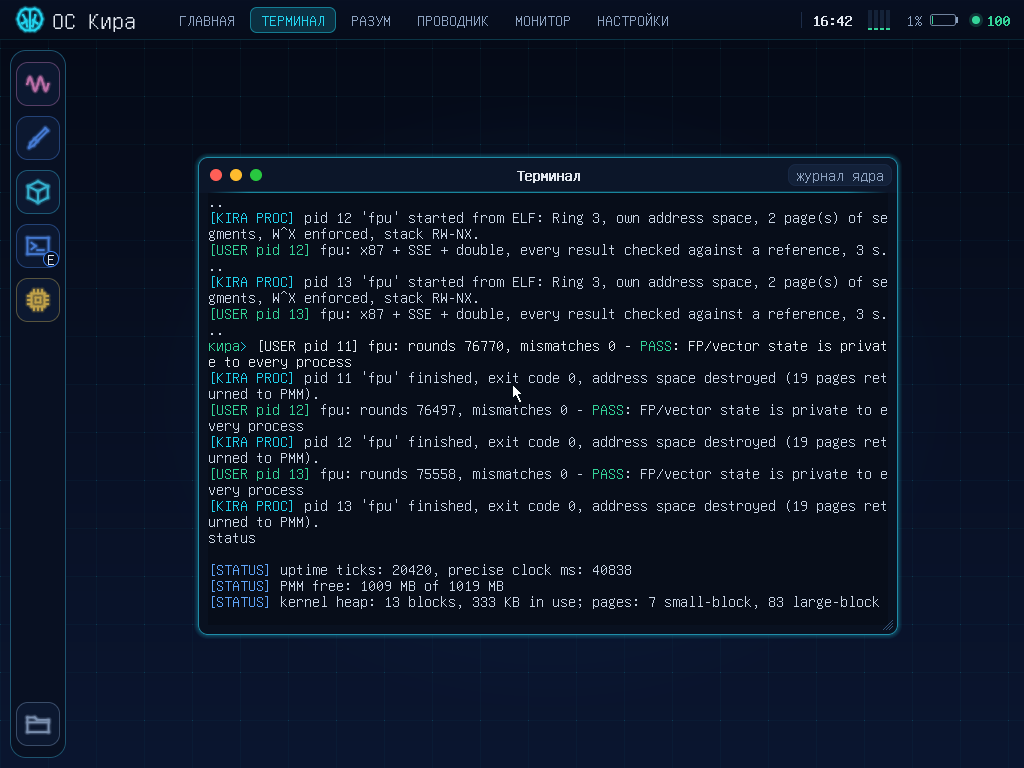 ОС Кира
ГЛАВНАЯ ТЕРМИНАЛ РАЗУМ ПРОВОДНИК МОНИТОР НАСТРОЙКИ
16:42 1% 100
E
Терминал
журнал ядра
..
[KIRA PROC] pid 12 'fpu' started from ELF: Ring 3, own address space, 2 page(s) of se
gments, W^X enforced, stack RW-NX.
[USER pid 12] fpu: x87 + SSE + double, every result checked against a reference, 3 s.
..
[KIRA PROC] pid 13 'fpu' started from ELF: Ring 3, own address space, 2 page(s) of se
gments, W^X enforced, stack RW-NX.
[USER pid 13] fpu: x87 + SSE + double, every result checked against a reference, 3 s.
..
кира> [USER pid 11] fpu: rounds 76770, mismatches 0 - PASS: FP/vector state is privat
e to every process
[KIRA PROC] pid 11 'fpu' finished, exit code 0, address space destroyed (19 pages ret
urned to PMM).
[USER pid 12] fpu: rounds 76497, mismatches 0 - PASS: FP/vector state is private to e
very process
[KIRA PROC] pid 12 'fpu' finished, exit code 0, address space destroyed (19 pages ret
urned to PMM).
[USER pid 13] fpu: rounds 75558, mismatches 0 - PASS: FP/vector state is private to e
very process
[KIRA PROC] pid 13 'fpu' finished, exit code 0, address space destroyed (19 pages ret
urned to PMM).
status
[STATUS] uptime ticks: 20420, precise clock ms: 40838
[STATUS] PMM free: 1009 MB of 1019 MB
[STATUS] kernel heap: 13 blocks, 333 KB in use; pages: 7 small-block, 83 large-block